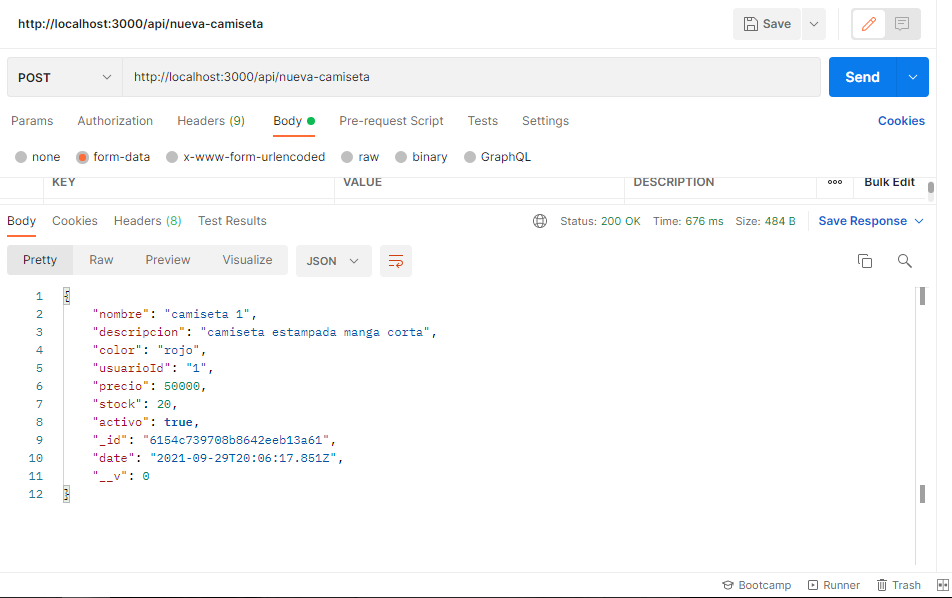 http://localhost:3000/api/nueva-camiseta
Save
POST
http://localhost:3000/api/nueva-camiseta
Send
Params Authorization Headers (9) Body Pre-request Script Tests Settings Cookies
none form-data x-www-form-urlencoded raw binary GraphQL
KEY VALUE DESCRIPTION ooo Bulk Edit
Body Cookies Headers (8) Test Results Status: 200 OK Time: 676 ms Size: 484 B Save Response
Pretty Raw Preview Visualize JSON
1 {
2 "nombre": "camiseta 1",
3 "descripcion": "camiseta estampada manga corta",
4 "color": "rojo",
5 "usuarioId": "1",
6 "precio": 50000,
7 "stock": 20,
8 "activo": true,
9 "_id": "6154c739708b8642eeb13a61",
10 "date": "2021-09-29T20:06:17.851Z",
11 "__v": 0
12 }
Bootcamp Runner Trash